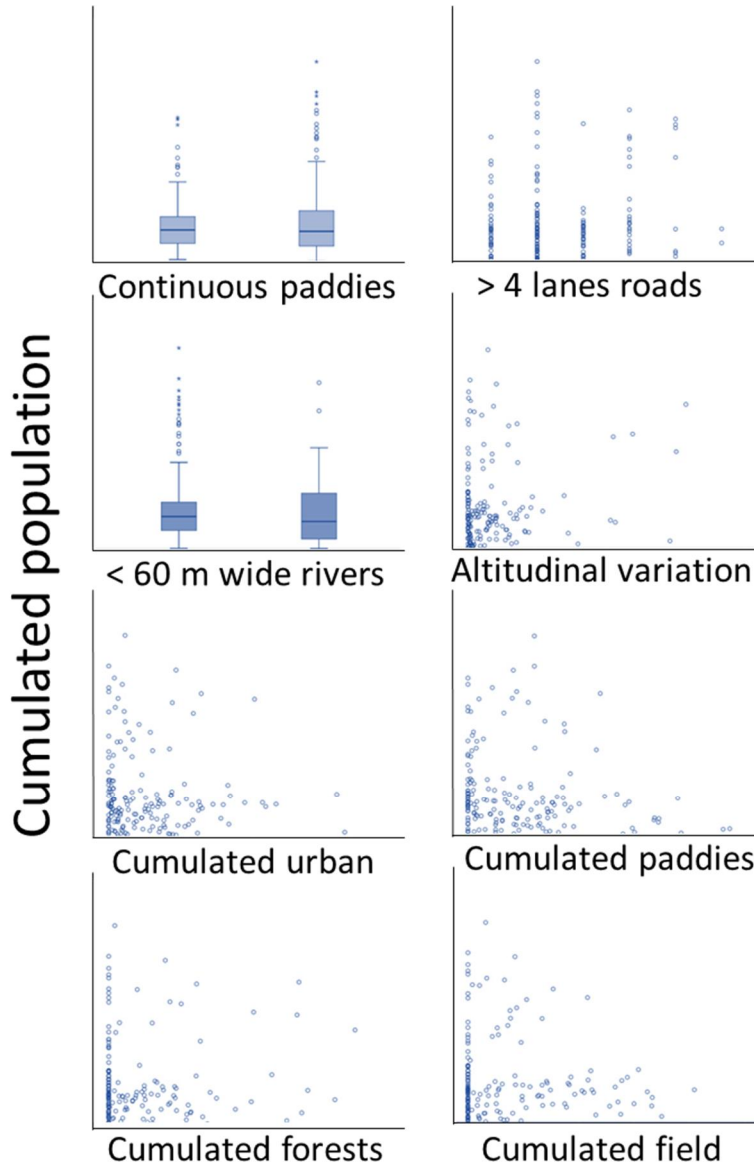 Cumulated population
Continuous paddies
> 4 lanes roads
< 60 m wide rivers
Altitudinal variation
Cumulated urban
Cumulated paddies
Cumulated forests
Cumulated field